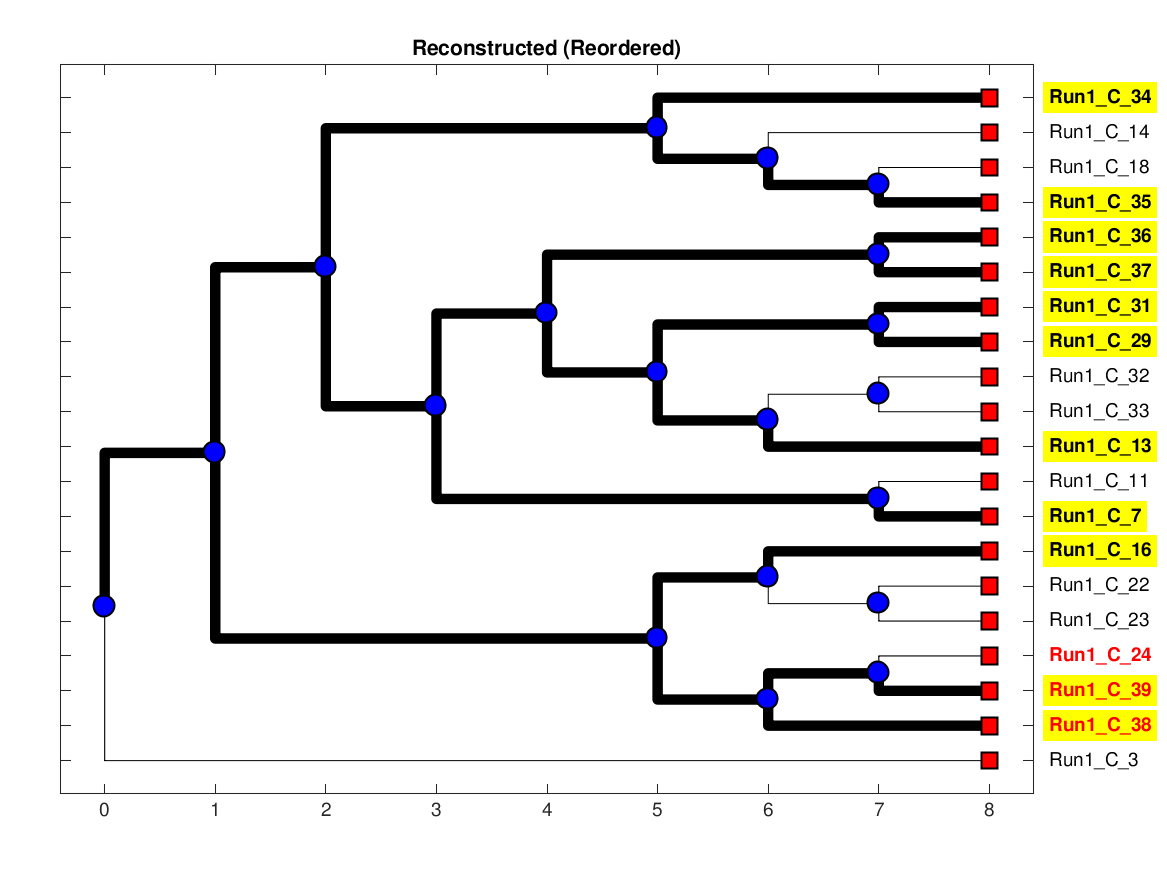 Reconstructed (Reordered)
Run1_C_34
Run1_C_14
Run1_C_18
Run1_C_35
Run1_C_36
Run1_C_37
Run1_C_31
Run1_C_29
Run1_C_32
Run1_C_33
Run1_C_13
Run1_C_11
Run1_C_7
Run1_C_16
Run1_C_22
Run1_C_23
Run1_C_24
Run1_C_39
Run1_C_38
Run1_C_3
0 1 2 3 4 5 6 7 8